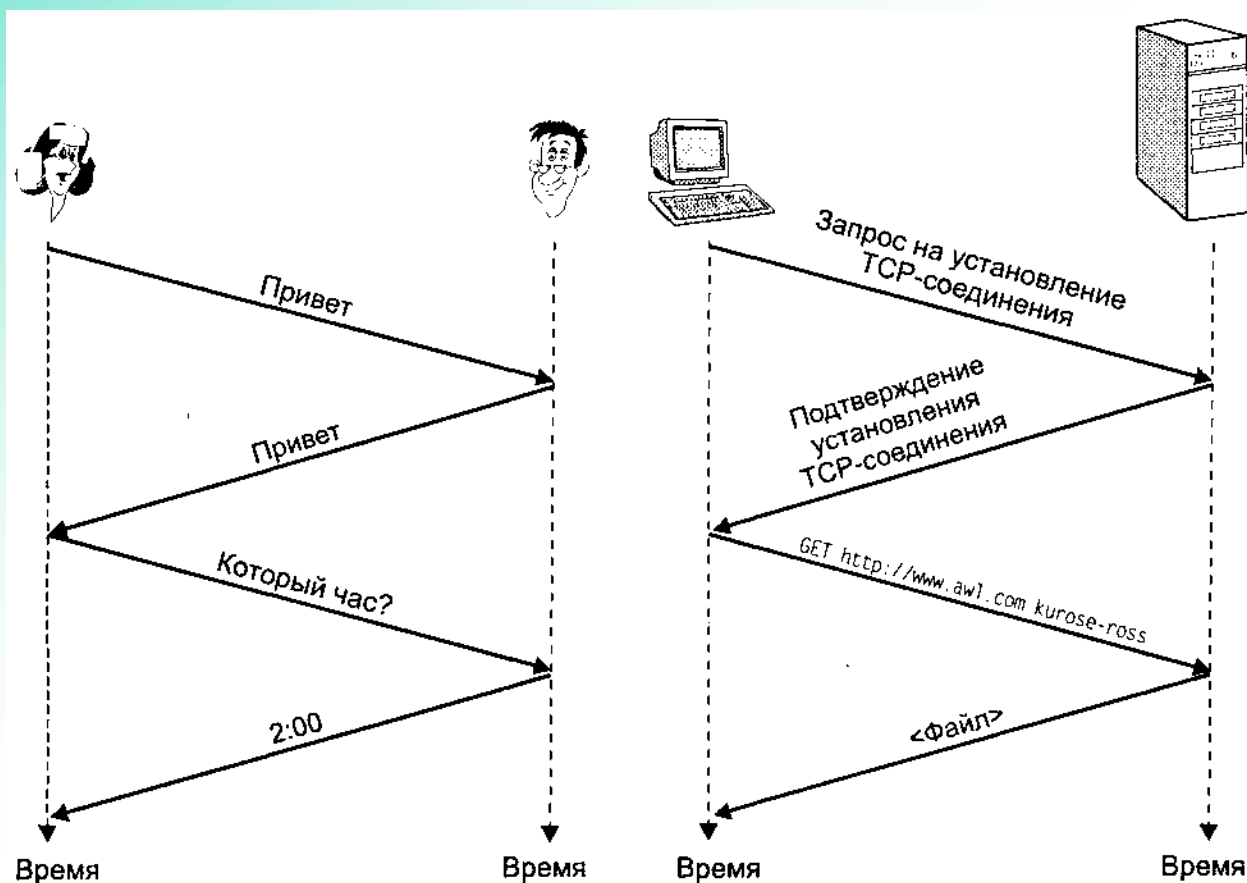 Привет
Привет
Который час?
2:00
Время
Время
Запрос на установление
TCP-соединения
Подтверждение
установления
TCP-соединения
GET http://www.awl.com kurose-ross
<Файл>
Время
Время